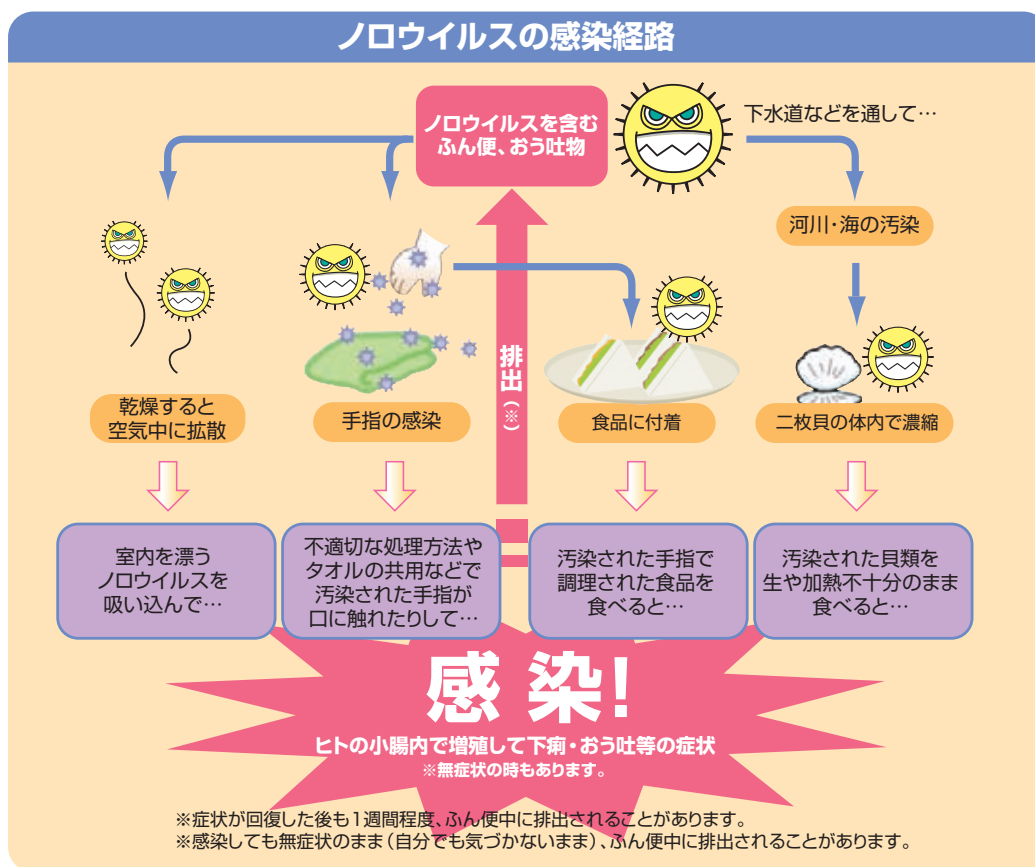 ノロウイルスの感染経路
ノロウイルスを含む
ふん便、おう吐物
下水道などを通して…
河川・海の汚染
排出(※)
乾燥すると
空気中に拡散
手指の感染
食品に付着
二枚貝の体内で濃縮
室内を漂う
ノロウイルスを
吸い込んで…
不適切な処理方法や
タオルの共用などで
汚染された手指が
口に触れたりして…
汚染された手指で
調理された食品を
食べると…
汚染された貝類を
生や加熱不十分のまま
食べると…
感染!
ヒトの小腸内で増殖して下痢・おう吐等の症状
※無症状の時もあります。
※症状が回復した後も1週間程度、ふん便中に排出されることがあります。
※感染しても無症状のまま(自分でも気づかないまま)、ふん便中に排出されることがあります。